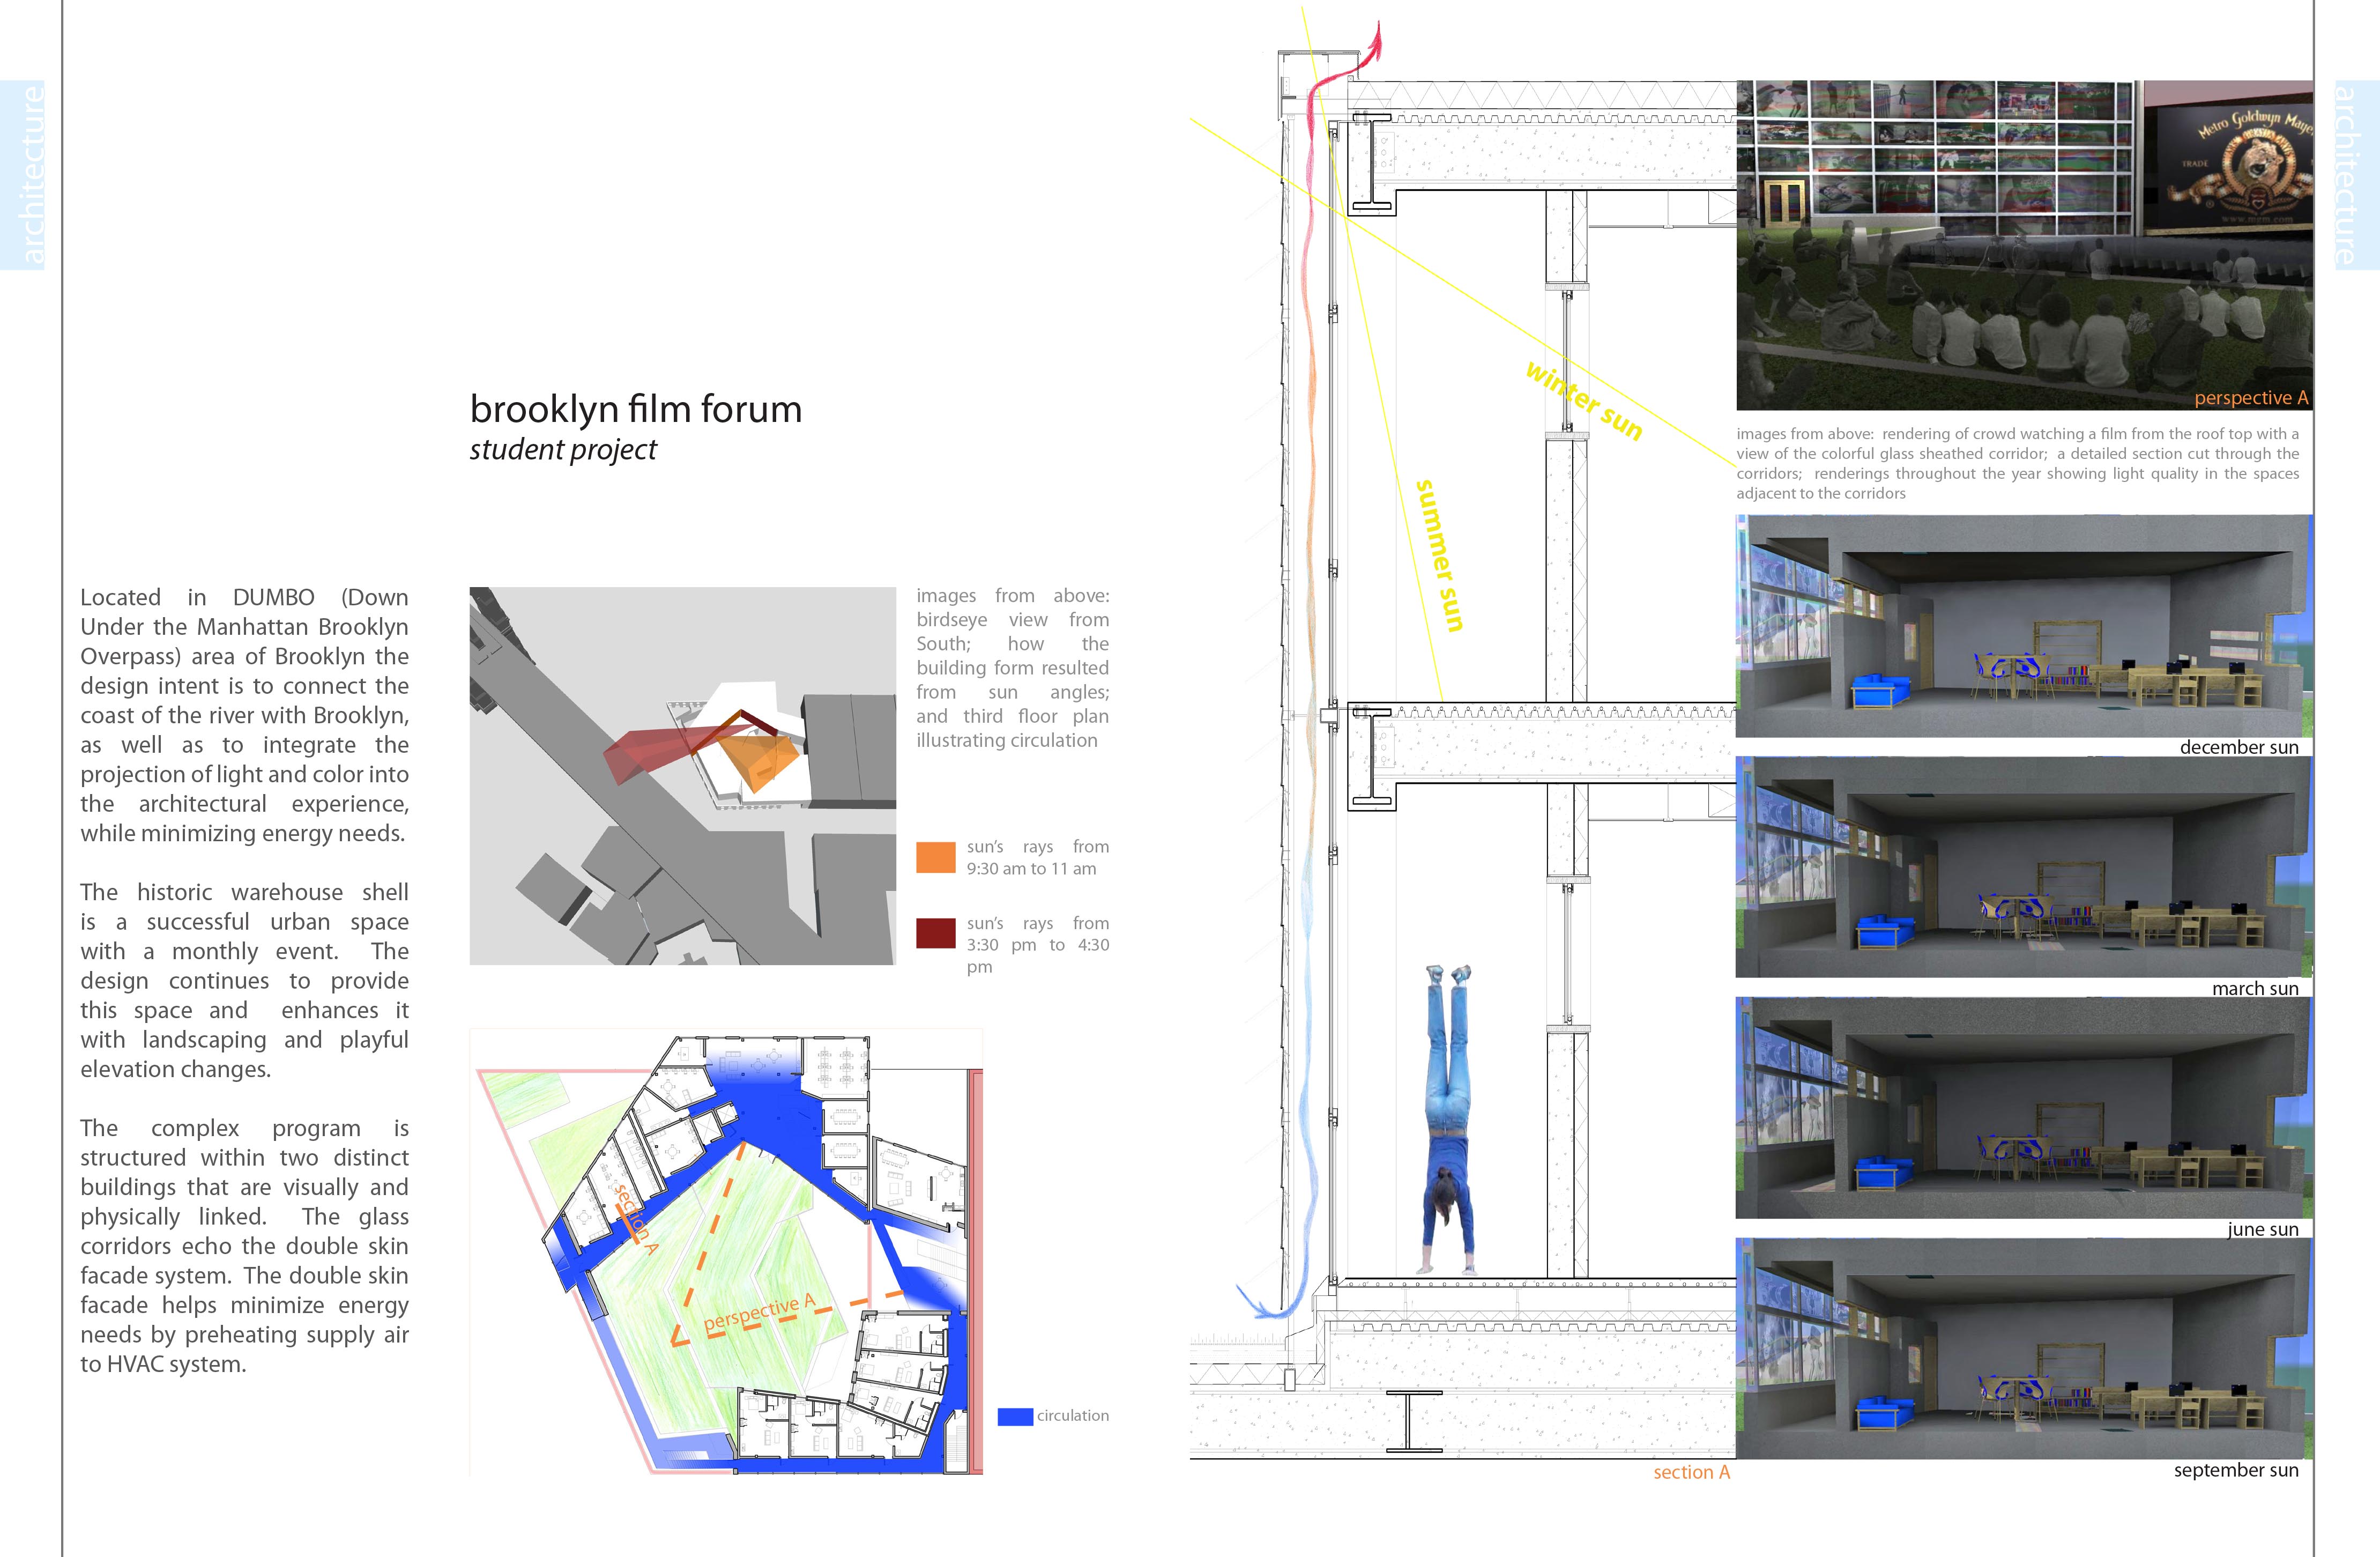 architecture
brooklyn film forum
student project
Located in DUMBO (Down
Under the Manhattan Brooklyn
Overpass) area of Brooklyn the
design intent is to connect the
coast of the river with Brooklyn,
as well as to integrate the
projection of light and color into
the architectural experience,
while minimizing energy needs.
The historic warehouse shell
is a successful urban space
with a monthly event. The
design continues to provide
this space and enhances it
with landscaping and playful
elevation changes.
The complex program is
structured within two distinct
buildings that are visually and
physically linked. The glass
corridors echo the double skin
facade system. The double skin
facade helps minimize energy
needs by preheating supply air
to HVAC system.
images from above:
birdseye view from
South; how the
building form resulted
from sun angles;
and third floor plan
illustrating circulation
sun's rays from
9:30 am to 11 am
sun's rays from
3:30 pm to 4:30
pm
section A
perspective A
circulation
winter sun
summer sun
section A
Metro Goldwyn Maye
TRADE
www.mgm.com
perspective A
images from above: rendering of crowd watching a film from the roof top with a
view of the colorful glass sheathed corridor; a detailed section cut through the
corridors; renderings throughout the year showing light quality in the spaces
adjacent to the corridors
december sun
march sun
june sun
september sun
architecture